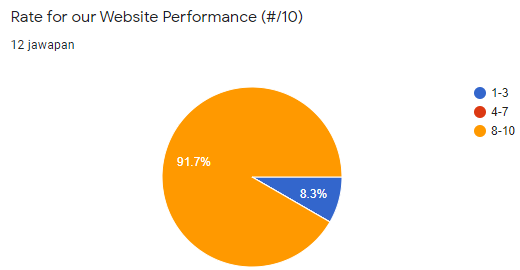 Rate for our Website Performance (#/10)
12 jawapan
1-3
4-7
8-10
91.7%
8.3%